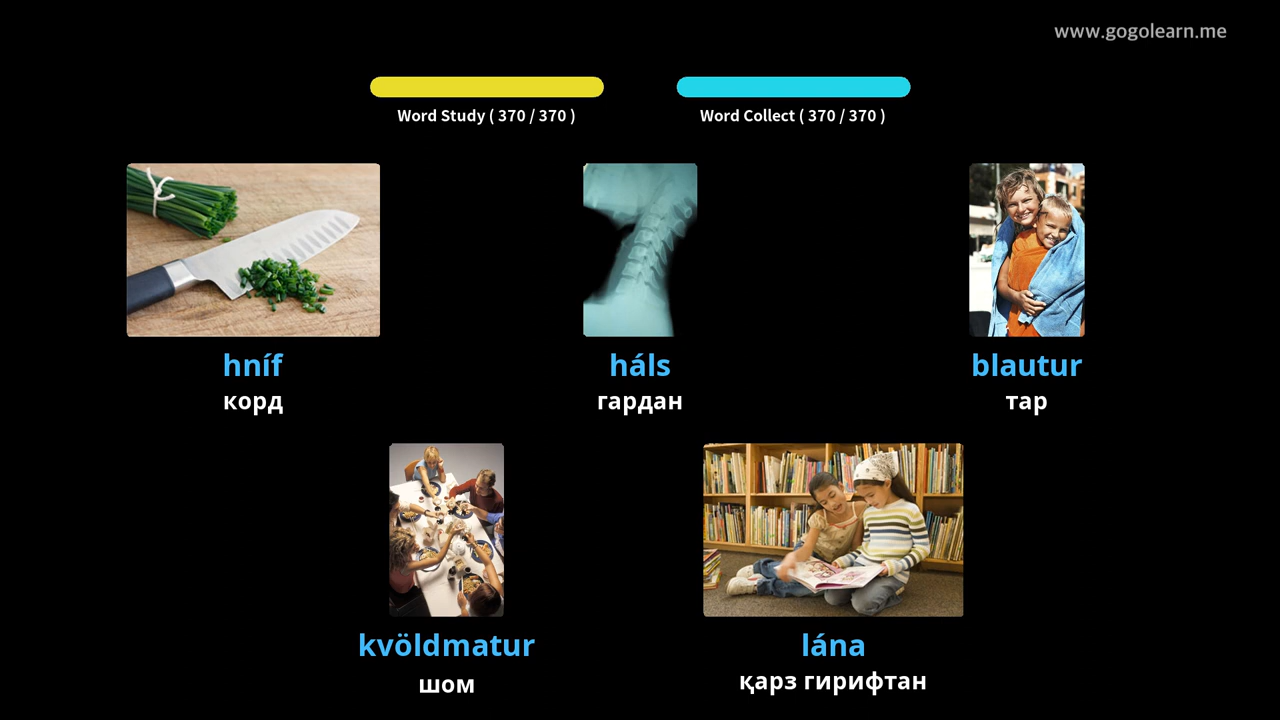 www.gogolearn.me
Word Study ( 370 / 370 )
Word Collect ( 370 / 370 )
hníf
корд
háls
гардан
blautur
тар
kvöldmatur
шом
lána
қарз гирифтан